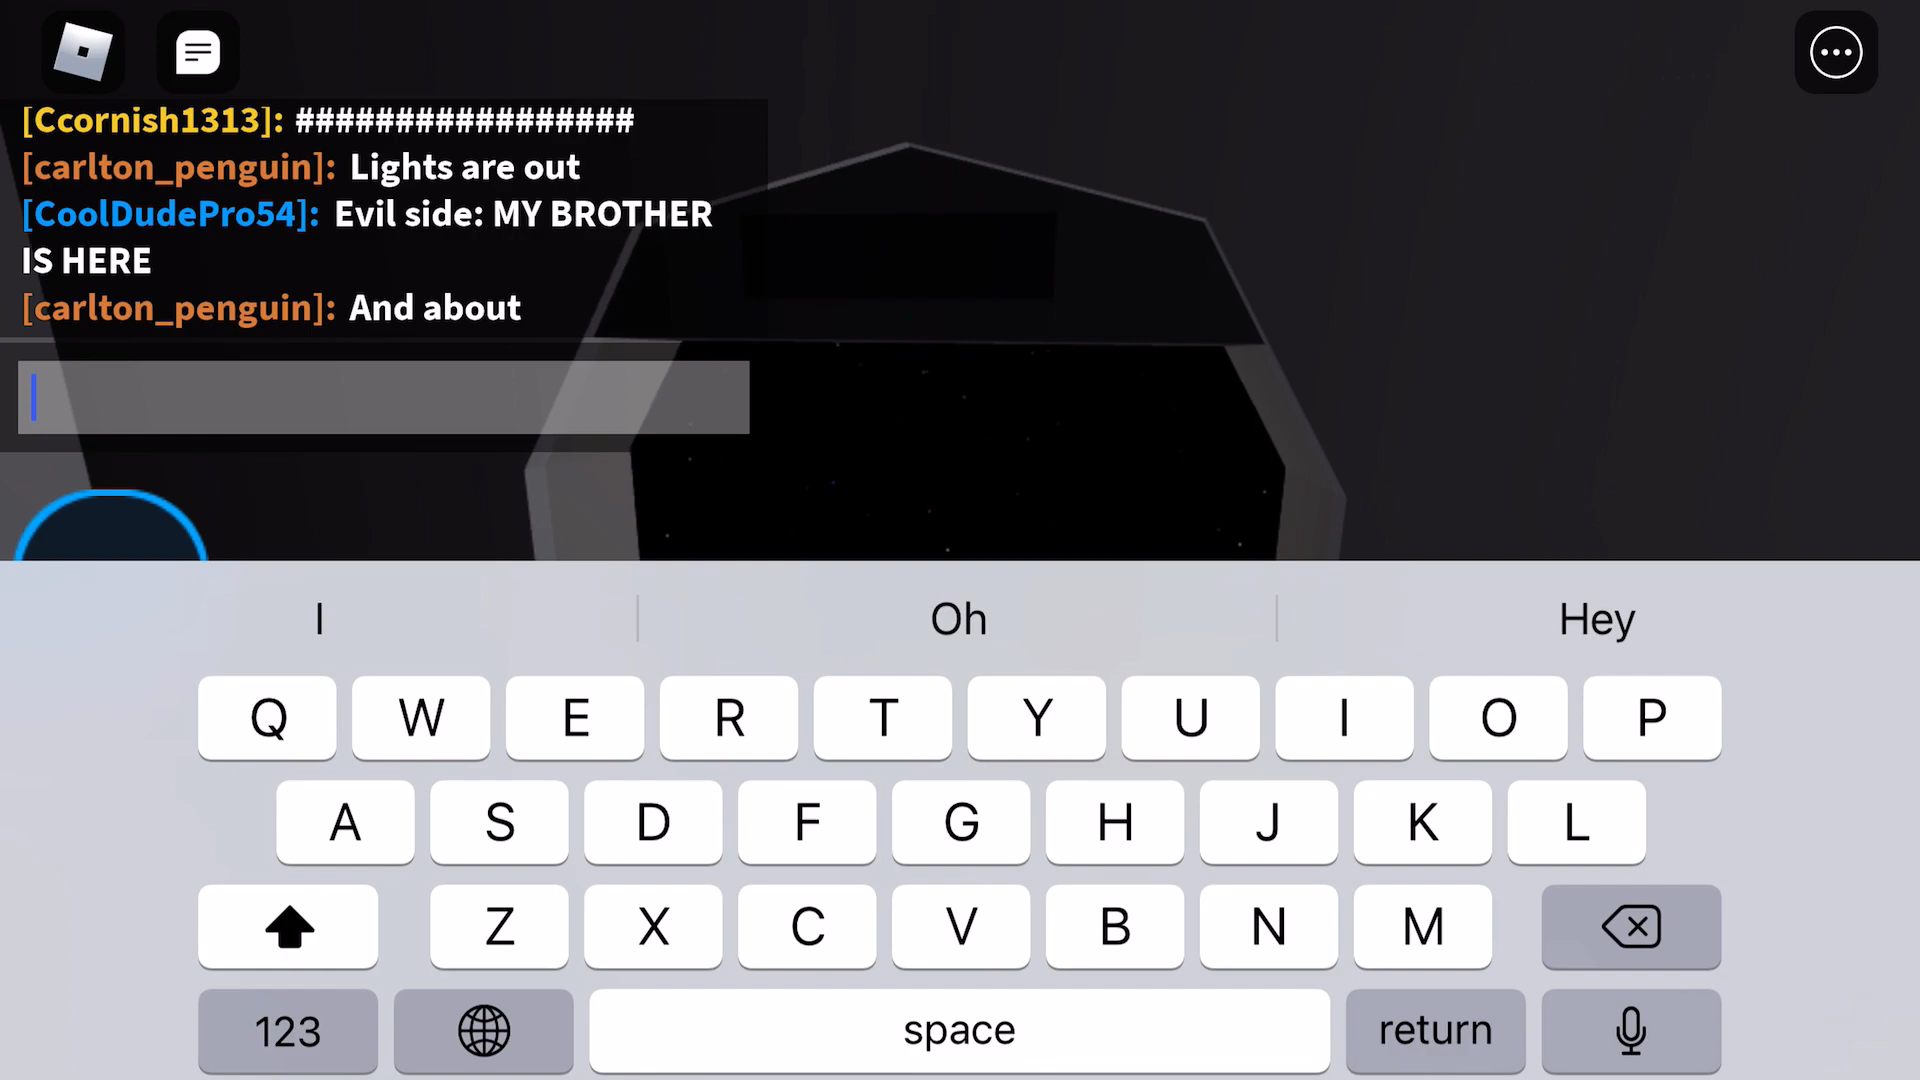 [Ccornish1313]: #################
[carlton_penguin]: Lights are out
[CoolDudePro54]: Evil side: MY BROTHER
IS HERE
[carlton_penguin]: And about
I Oh Hey
Q W E R T Y U I O P
A S D F G H J K L
Z X C V B N M
123 space return